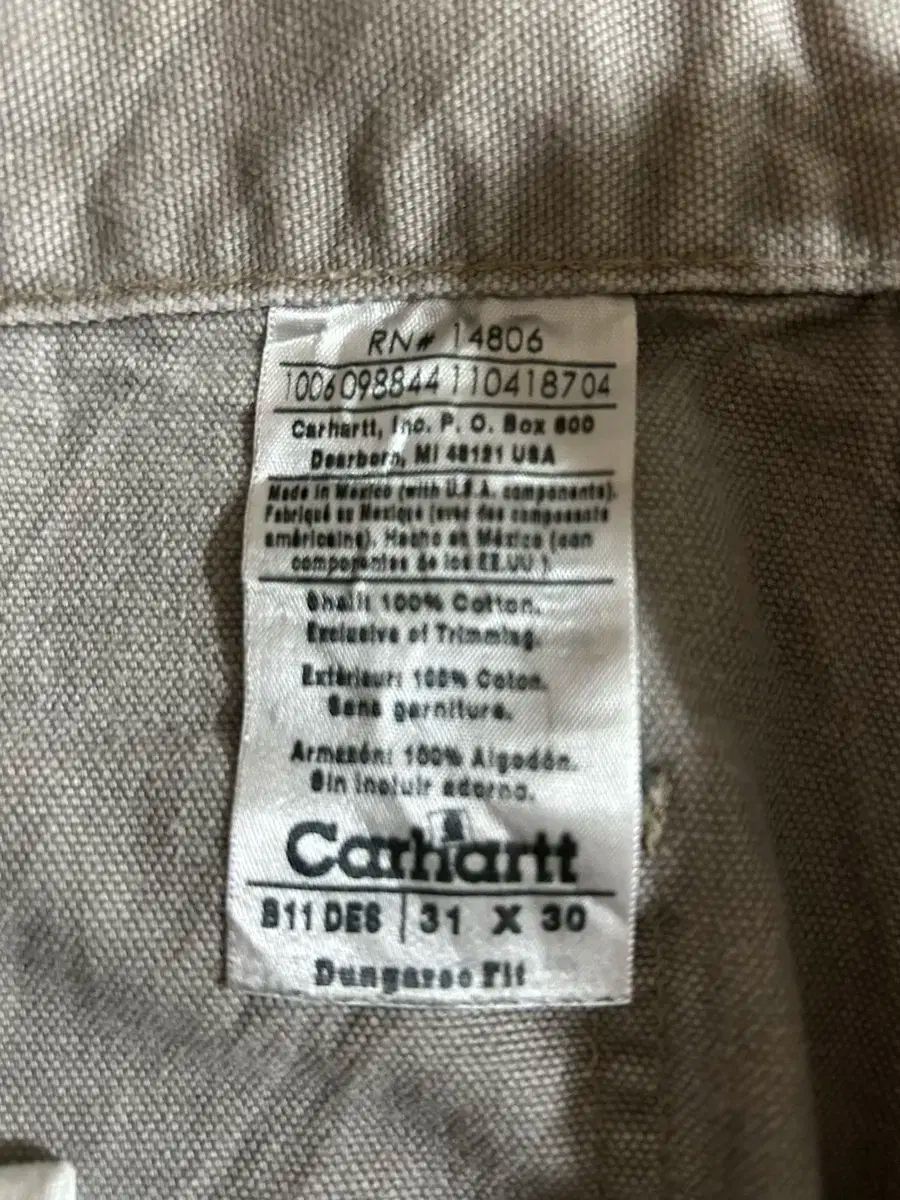 RN# 14806
1006098844110418704
Carhartt, Inc. P. O. Box 600
Dearborn, MI 48121 USA
Made in Mexico (with U.S.A. components).
Fabriqué au Mexique (avec des composants
américains). Hecho en México (con
componentes de los EE.UU.).
Shell: 100% Cotton.
Exclusive of Trimming.
Extérieur: 100% Coton.
Sans garniture.
Armazón: 100% Algodón.
Sin incluir adorno.
Carhartt
B11 DES 31 X 30
Dungaree Fit